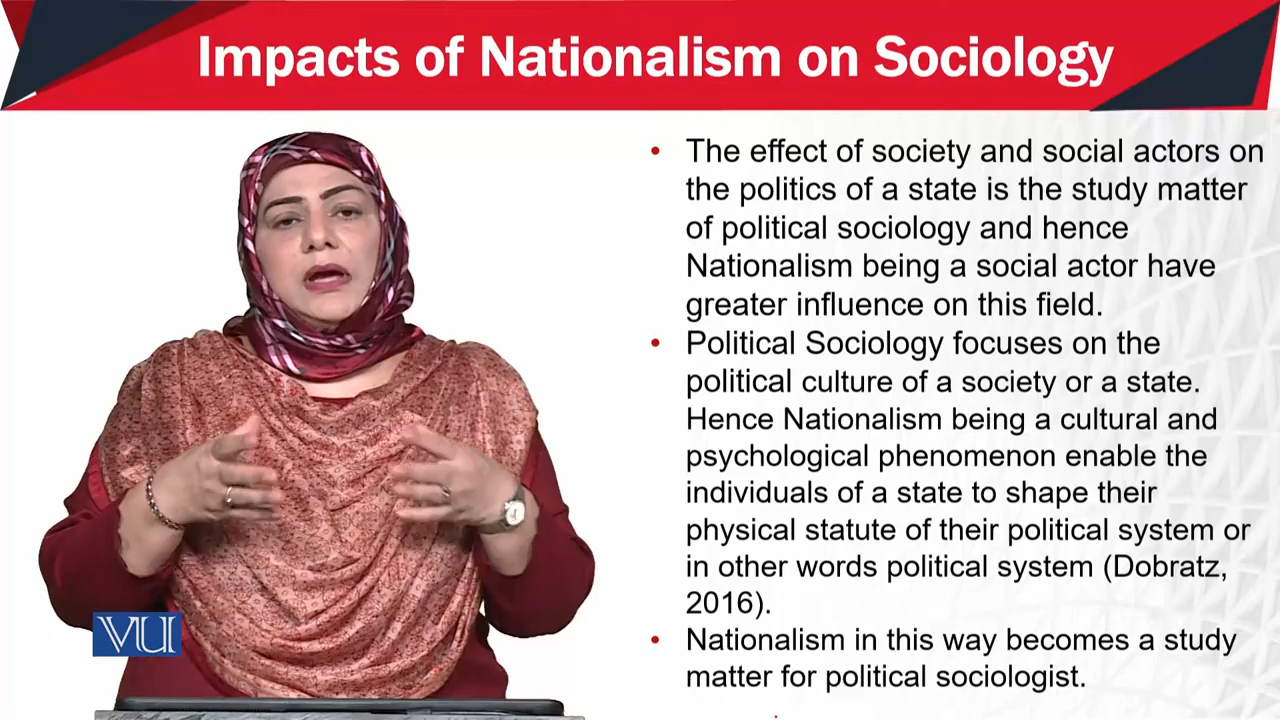 Impacts of Nationalism on Sociology
• The effect of society and social actors on
the politics of a state is the study matter
of political sociology and hence
Nationalism being a social actor have
greater influence on this field.
• Political Sociology focuses on the
political culture of a society or a state.
Hence Nationalism being a cultural and
psychological phenomenon enable the
individuals of a state to shape their
physical statute of their political system or
in other words political system (Dobratz,
2016).
• Nationalism in this way becomes a study
matter for political sociologist.
VU